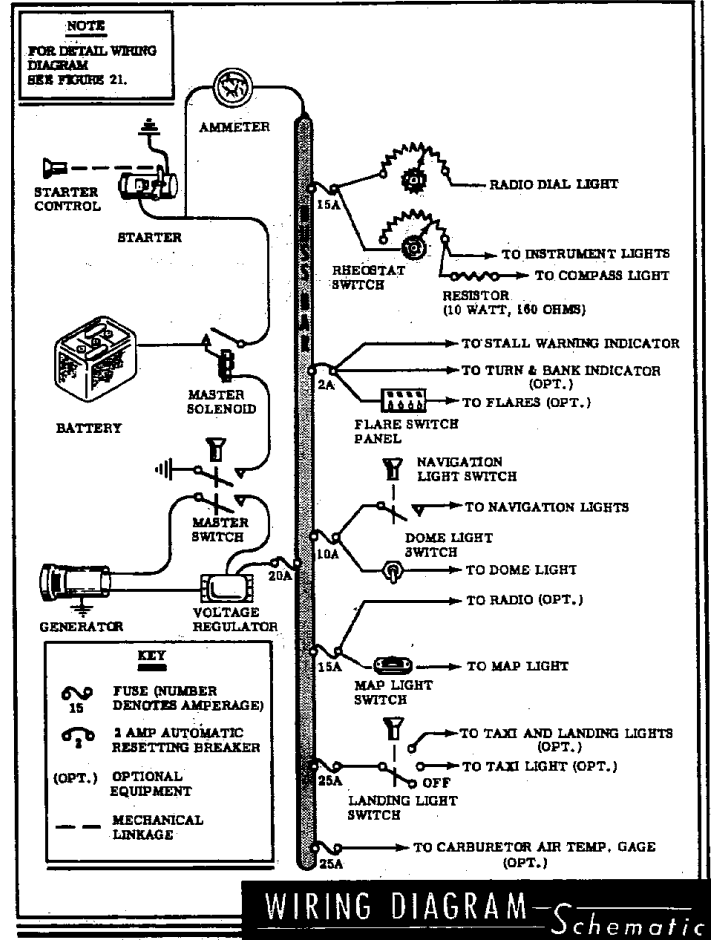 NOTE
FOR DETAIL WIRING
DIAGRAM
SEE FIGURE 21.
AMMETER
STARTER
CONTROL
STARTER
BUSS BAR
15A
RADIO DIAL LIGHT
RHEOSTAT
SWITCH
TO INSTRUMENT LIGHTS
TO COMPASS LIGHT
RESISTOR
(10 WATT, 160 OHMS)
BATTERY
MASTER
SOLENOID
2A
TO STALL WARNING INDICATOR
TO TURN & BANK INDICATOR
(OPT.)
TO FLARES (OPT.)
FLARE SWITCH
PANEL
MASTER
SWITCH
NAVIGATION
LIGHT SWITCH
TO NAVIGATION LIGHTS
10A
DOME LIGHT
SWITCH
TO DOME LIGHT
GENERATOR
VOLTAGE
REGULATOR
20A
TO RADIO (OPT.)
15A
TO MAP LIGHT
MAP LIGHT
SWITCH
TO TAXI AND LANDING LIGHTS
(OPT.)
TO TAXI LIGHT (OPT.)
OFF
25A
LANDING LIGHT
SWITCH
TO CARBURETOR AIR TEMP. GAGE
(OPT.)
25A
KEY
15
FUSE (NUMBER
DENOTES AMPERAGE)
2
2 AMP AUTOMATIC
RESETTING BREAKER
(OPT.) OPTIONAL
EQUIPMENT
MECHANICAL
LINKAGE
WIRING DIAGRAM - Schematic